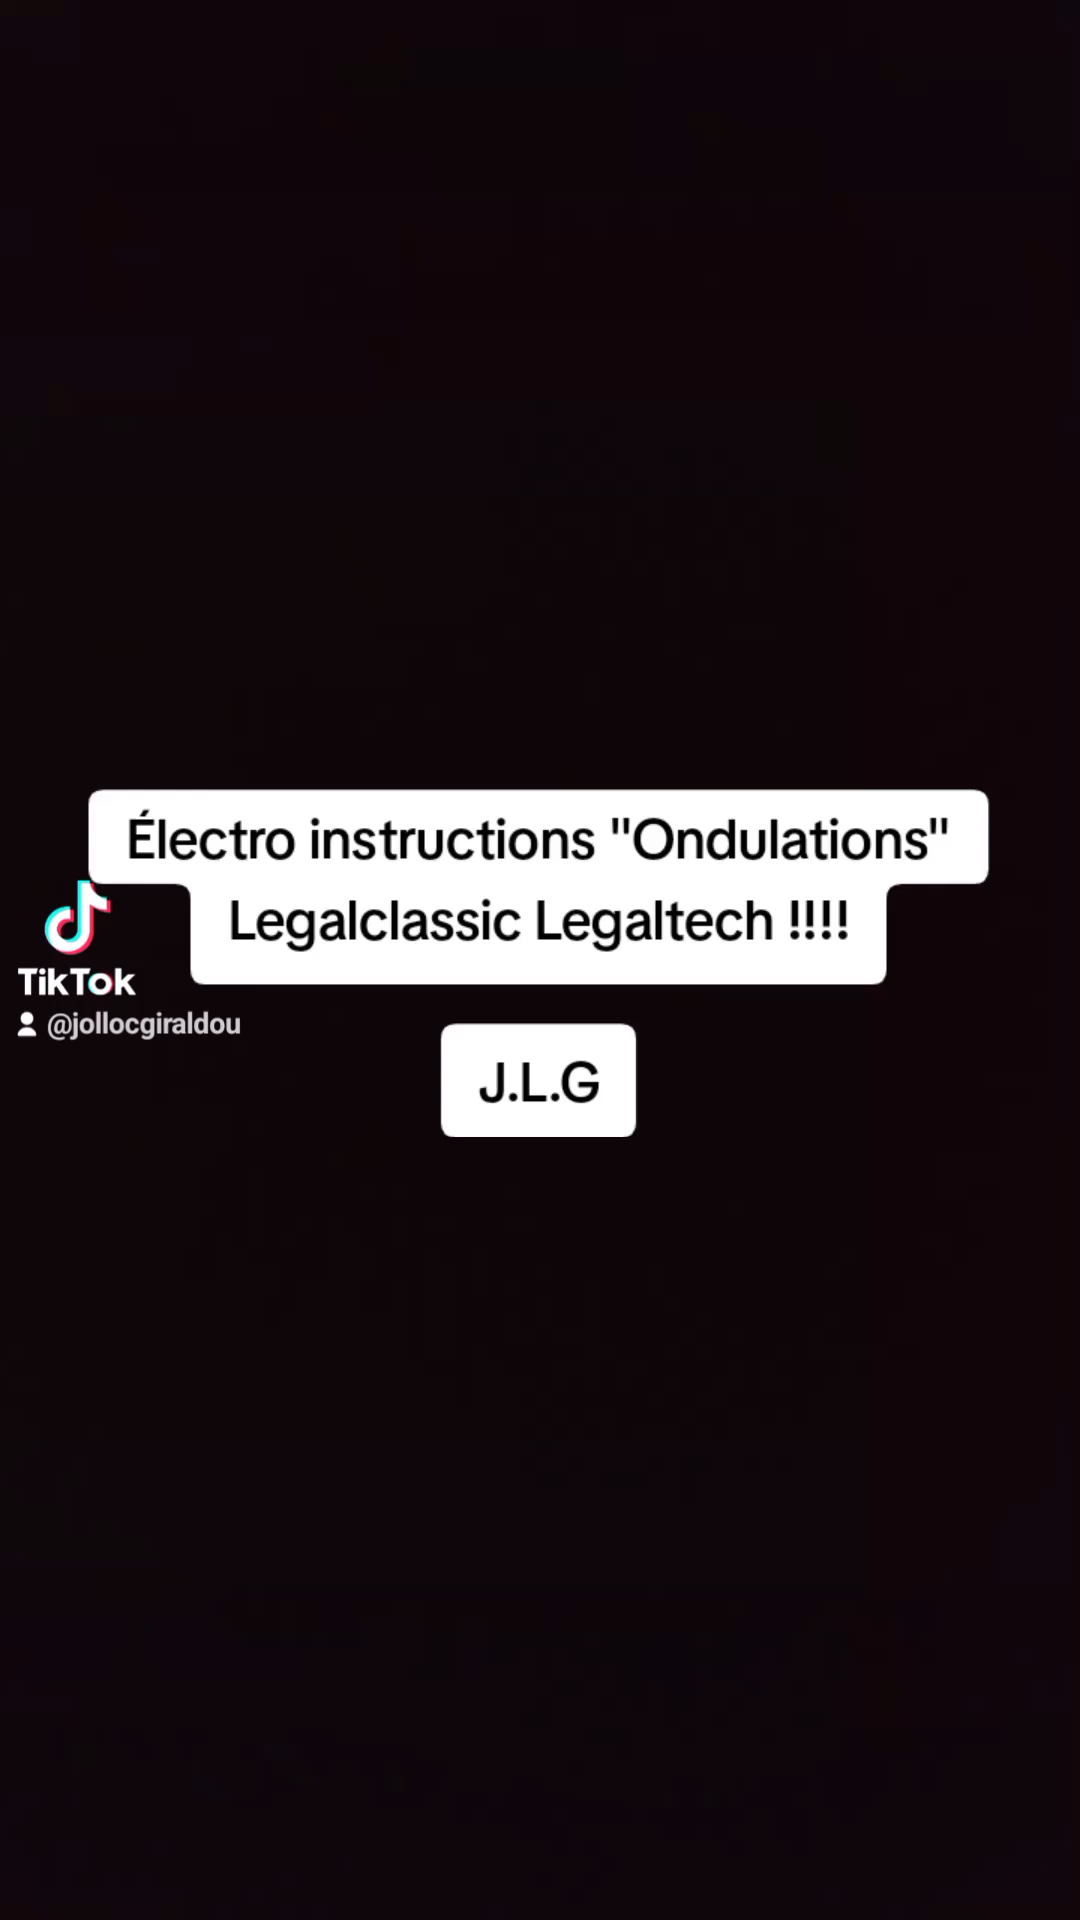 Électro instructions "Ondulations"
Legalclassic Legaltech !!!!
TikTok
@jollocgiraldou
J.L.G